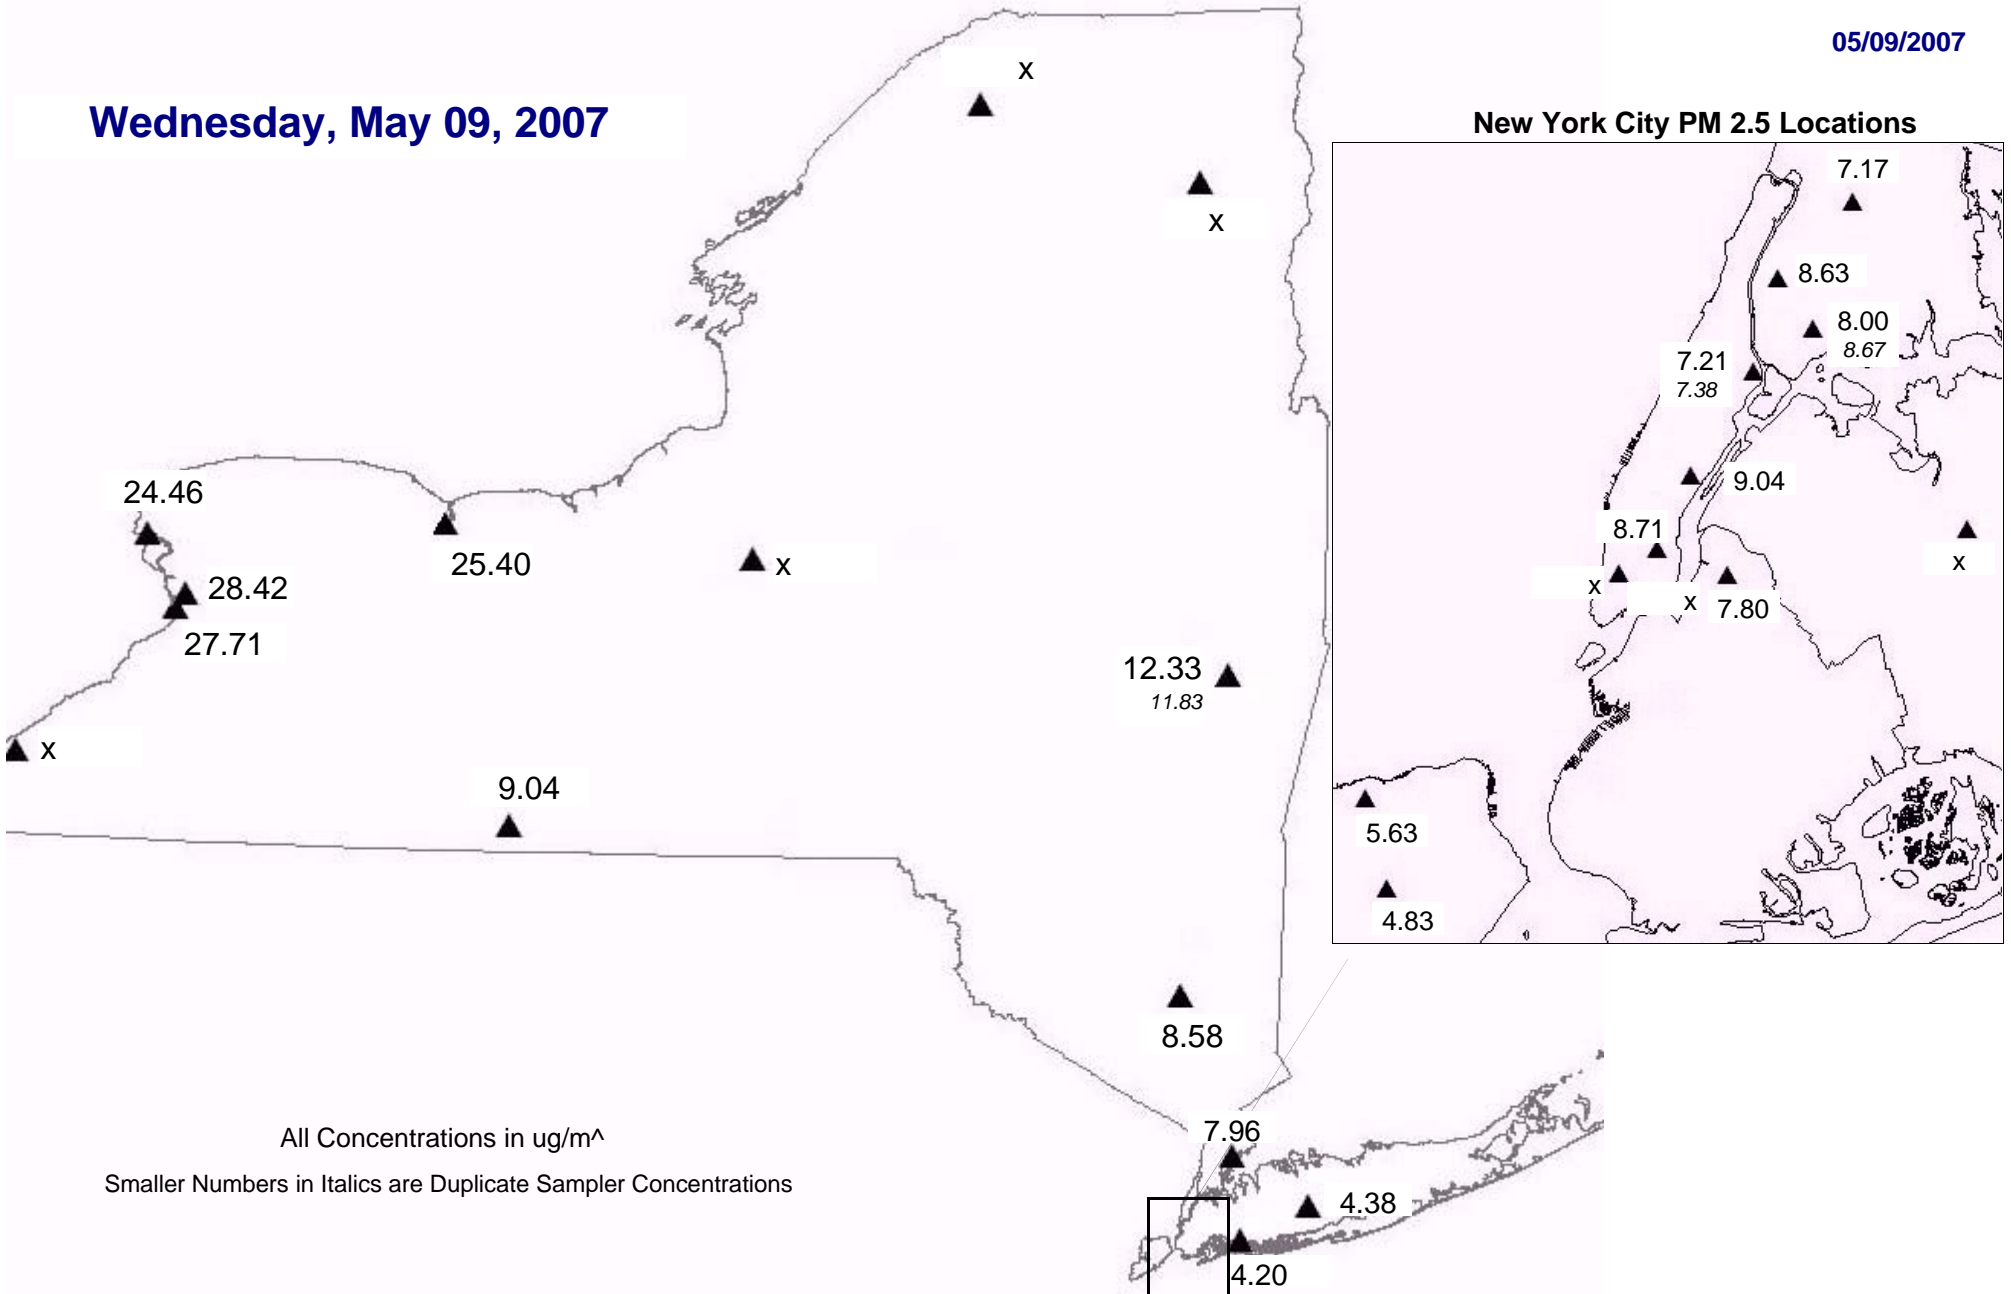 05/09/2007
Wednesday, May 09, 2007
New York City PM 2.5 Locations
x
x
24.46
25.40
x
28.42
27.71
12.33
11.83
x
9.04
8.58
7.96
4.38
4.20
7.17
8.63
8.00
8.67
7.21
7.38
9.04
8.71
x
x
x
7.80
5.63
4.83
All Concentrations in ug/m^
Smaller Numbers in Italics are Duplicate Sampler Concentrations